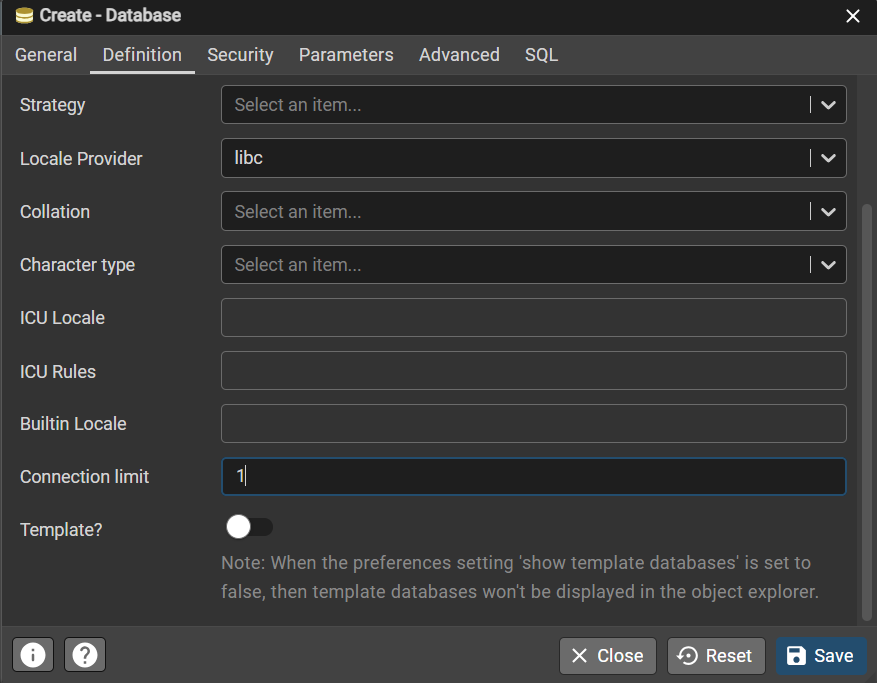 Create - Database
General Definition Security Parameters Advanced SQL
Strategy Select an item...
Locale Provider libc
Collation Select an item...
Character type Select an item...
ICU Locale
ICU Rules
Builtin Locale
Connection limit 1
Template?
Note: When the preferences setting 'show template databases' is set to
false, then template databases won't be displayed in the object explorer.
Close Reset Save